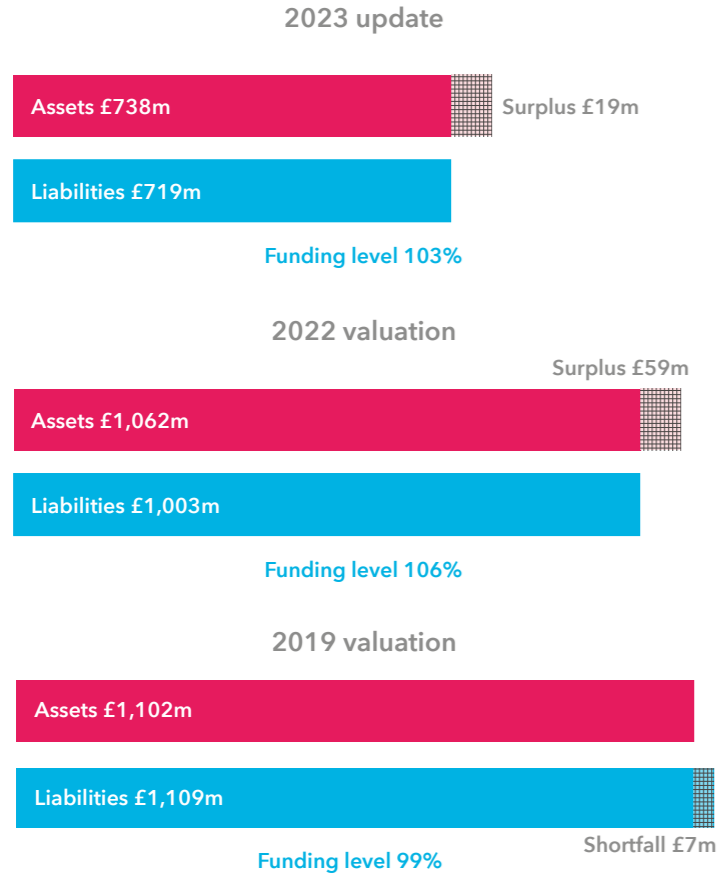 2023 update
Assets £738m
Surplus £19m
Liabilities £719m
Funding level 103%
2022 valuation
Surplus £59m
Assets £1,062m
Liabilities £1,003m
Funding level 106%
2019 valuation
Assets £1,102m
Liabilities £1,109m
Shortfall £7m
Funding level 99%